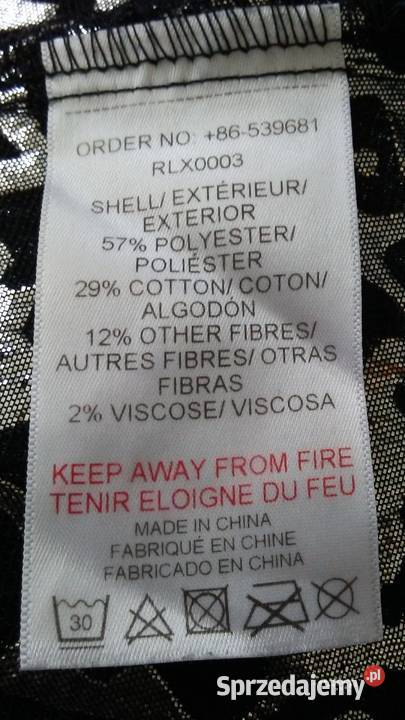 ORDER NO: +86-539681
RLX0003
SHELL/ EXTÉRIEUR/
EXTERIOR
57% POLYESTER/
POLIÉSTER
29% COTTON/ COTON/
ALGODÓN
12% OTHER FIBRES/
AUTRES FIBRES/ OTRAS
FIBRAS
2% VISCOSE/ VISCOSA
KEEP AWAY FROM FIRE
TENIR ELOIGNE DU FEU
MADE IN CHINA
FABRIQUÉ EN CHINE
FABRICADO EN CHINA
30
Sprzedajemy.pl